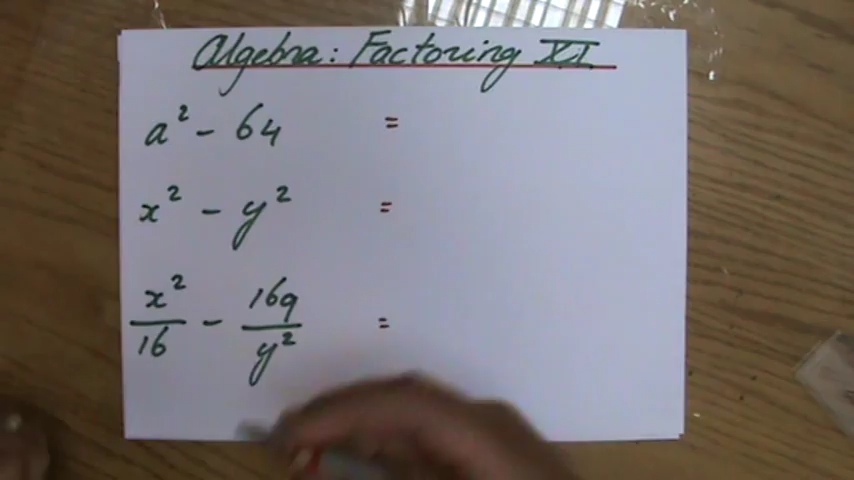 Algebra: Factoring XI
a² - 64 =
x² - y² =
x²/16 - 169/y² =